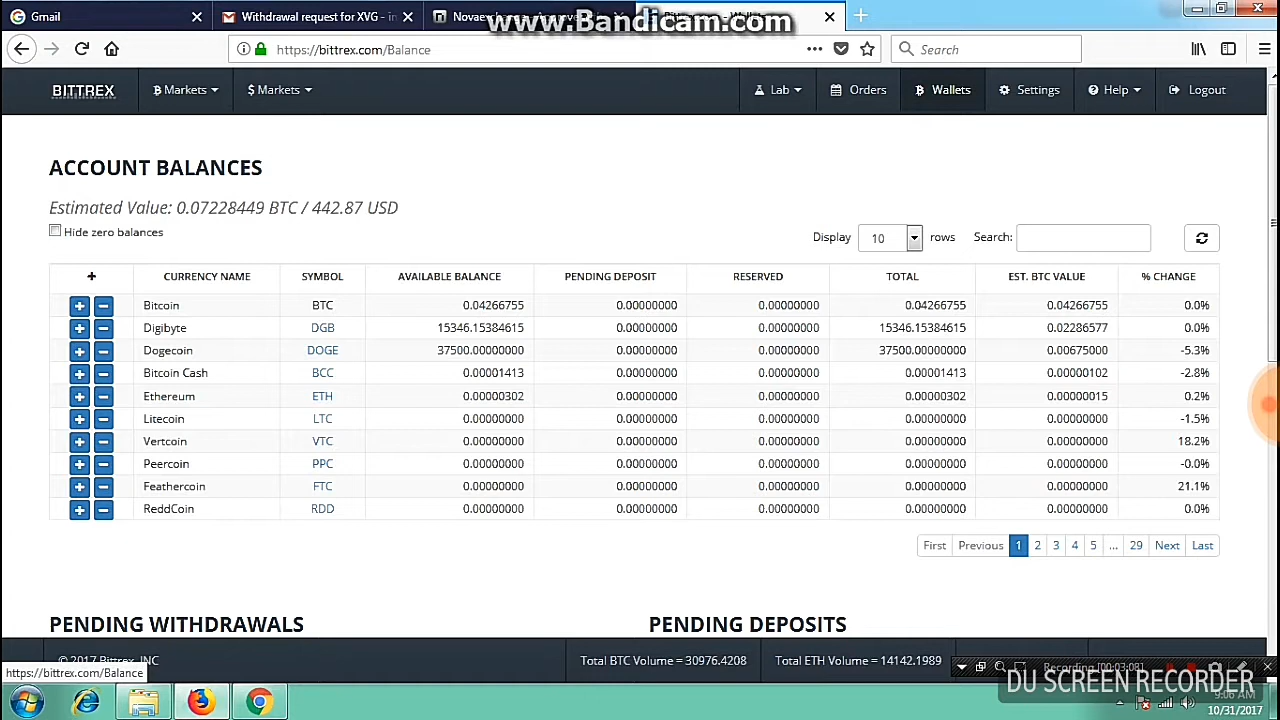 Gmail
Withdrawal request for XVG - in
www.Bandicam.com
https://bittrex.com/Balance
Search
BITTREX
Markets
$ Markets
Lab
Orders
Wallets
Settings
Help
Logout
ACCOUNT BALANCES
Estimated Value: 0.07228449 BTC / 442.87 USD
Hide zero balances
Display 10 rows Search:
+ CURRENCY NAME SYMBOL AVAILABLE BALANCE PENDING DEPOSIT RESERVED TOTAL EST. BTC VALUE % CHANGE
Bitcoin BTC 0.04266755 0.00000000 0.00000000 0.04266755 0.04266755 0.0%
Digibyte DGB 15346.15384615 0.00000000 0.00000000 15346.15384615 0.02286577 0.0%
Dogecoin DOGE 37500.00000000 0.00000000 0.00000000 37500.00000000 0.00675000 -5.3%
Bitcoin Cash BCC 0.00001413 0.00000000 0.00000000 0.00001413 0.00000102 -2.8%
Ethereum ETH 0.00000302 0.00000000 0.00000000 0.00000302 0.00000015 0.2%
Litecoin LTC 0.00000000 0.00000000 0.00000000 0.00000000 0.00000000 -1.5%
Vertcoin VTC 0.00000000 0.00000000 0.00000000 0.00000000 0.00000000 18.2%
Peercoin PPC 0.00000000 0.00000000 0.00000000 0.00000000 0.00000000 -0.0%
Feathercoin FTC 0.00000000 0.00000000 0.00000000 0.00000000 0.00000000 21.1%
ReddCoin RDD 0.00000000 0.00000000 0.00000000 0.00000000 0.00000000 0.0%
First Previous 1 2 3 4 5 ... 29 Next Last
PENDING WITHDRAWALS
PENDING DEPOSITS
© 2017 Bittrex, INC
Total BTC Volume = 30976.4208
Total ETH Volume = 14142.1989
Recording [00:03:08]
https://bittrex.com/Balance
DU SCREEN RECORDER
9:06 AM
10/31/2017